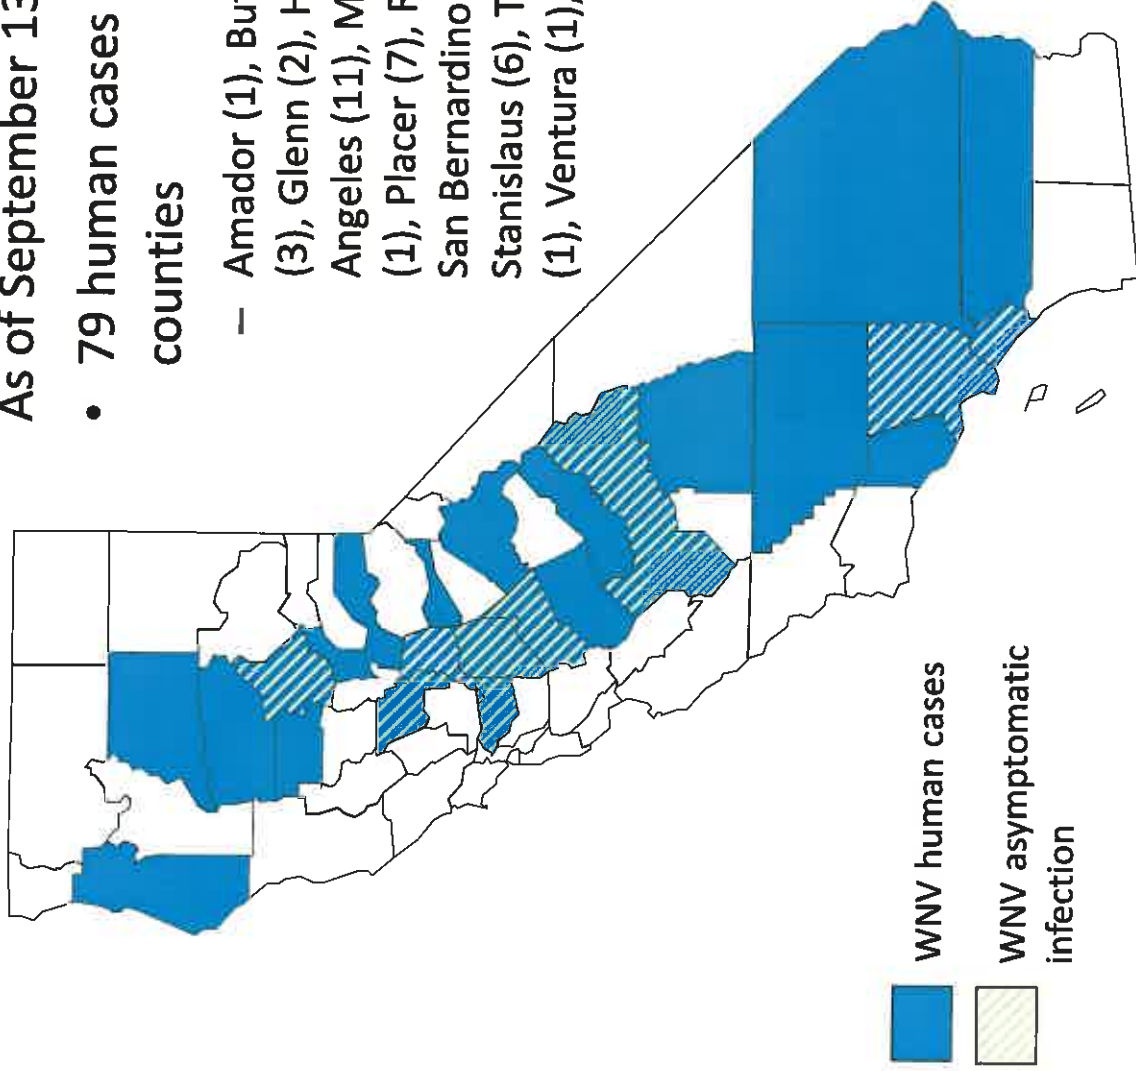 As of September 13
• 79 human cases
counties
– Amador (1), Bu
(3), Glenn (2), H
Angeles (11), M
(1), Placer (7), R
San Bernardino
Stanislaus (6), T
(1), Ventura (1),
WNV human cases
WNV asymptomatic
infection